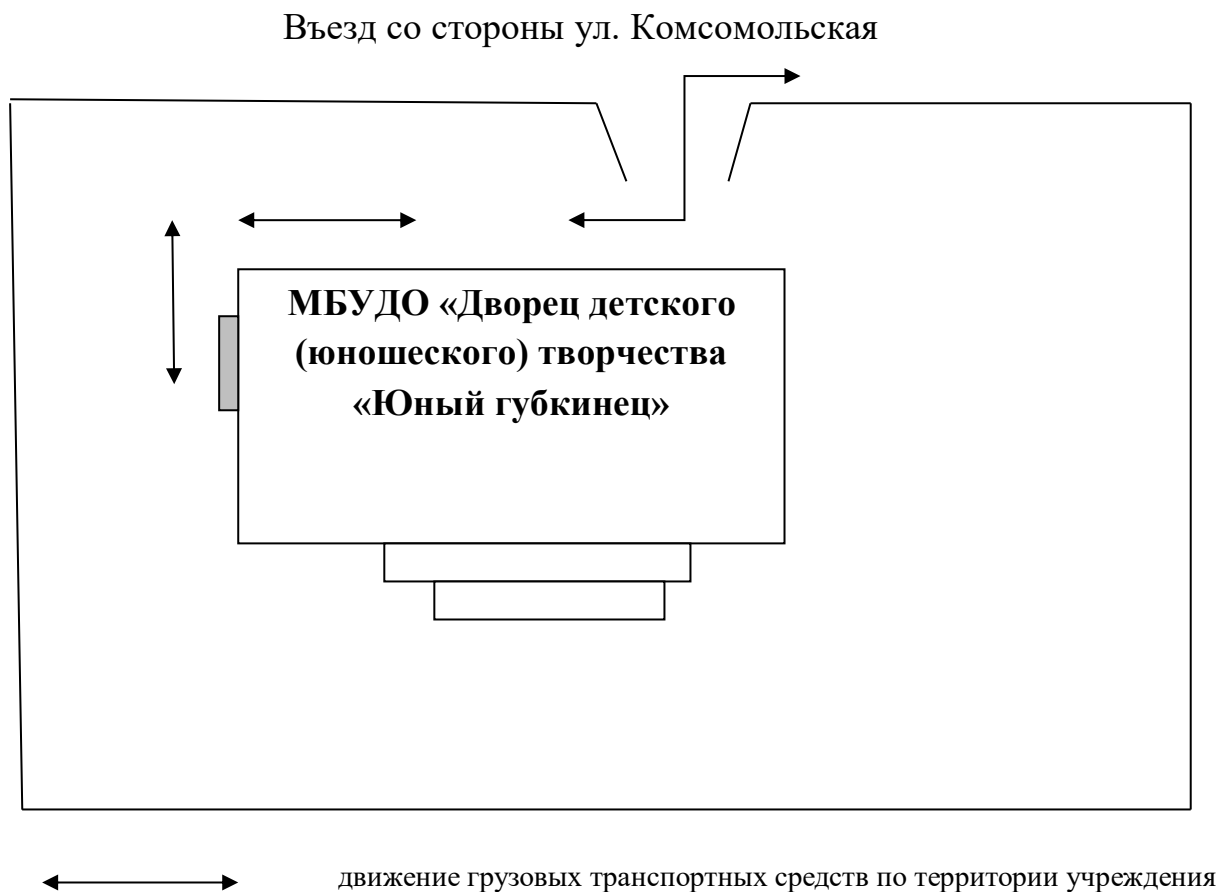 Въезд со стороны ул. Комсомольская
МБУДО «Дворец детского
(юношеского) творчества
«Юный губкинец»
движение грузовых транспортных средств по территории учреждения